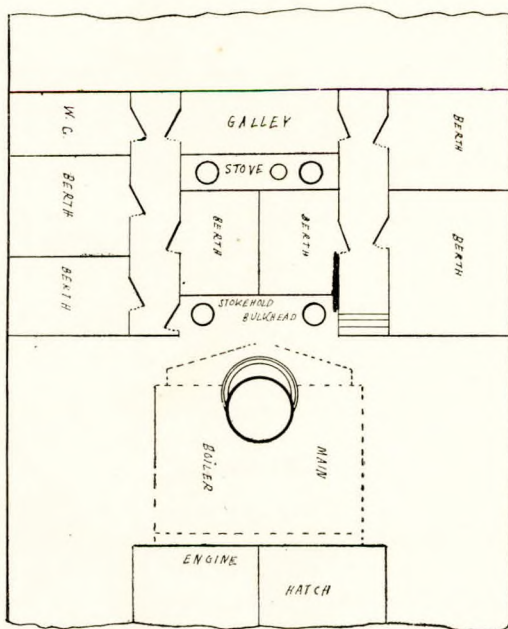 W.C.
GALLEY
BERTH
STOVE
BERTH
BERTH
BERTH
BERTH
BERTH
STOKEHOLD
BULKHEAD
MAIN
BOILER
ENGINE
HATCH